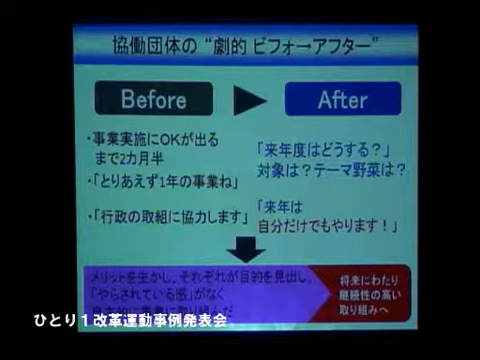 協働団体の “劇的 ビフォーアフター”
Before
After
・事業実施にOKが出る
まで2カ月半
・「とりあえず1年の事業ね」
・「行政の取組に協力します」
「来年度はどうする？」
対象は？テーマ野菜は？
「来年は
自分だけでもやります！」
メリットを生かし、それぞれが目的を見出し、
「やらされている感」がなく
将来にわたり
継続性の高い
取り組みへ
ひとり１改革運動事例発表会